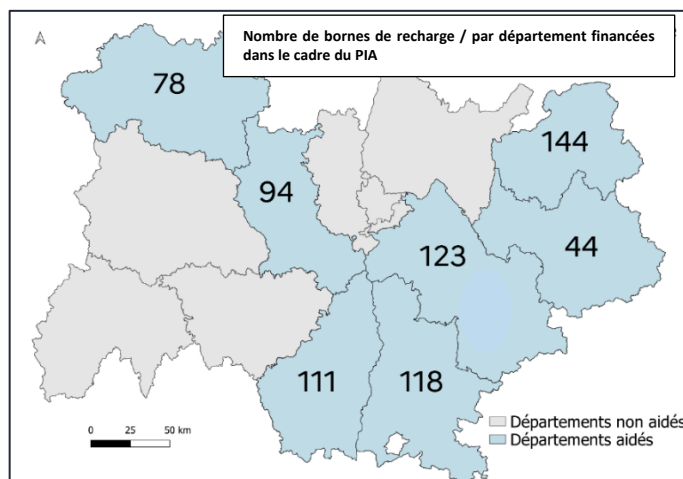 Nombre de bornes de recharge / par département financées
dans le cadre du PIA
78
144
94
123
44
111
118
0 25 50 km
Départements non aidés
Départements aidés